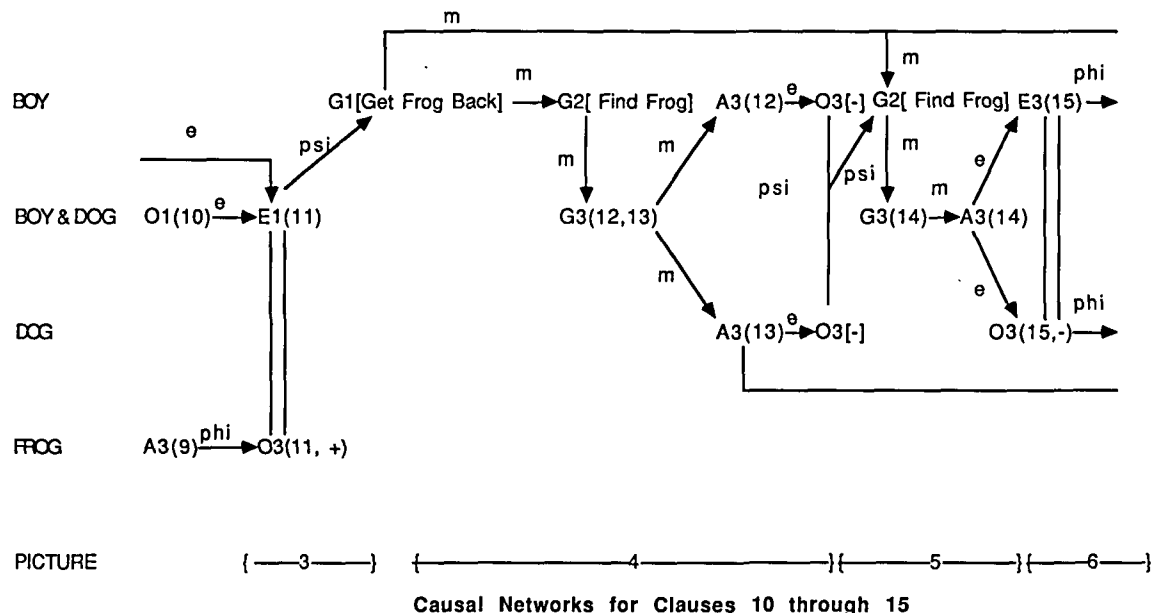 m
BOY G1[Get Frog Back] m G2[ Find Frog] A3(12) e O3[-] m G2[ Find Frog] E3(15) phi
e psi m m psi psi m e
BOY & DOG O1(10) e E1(11) G3(12,13) G3(14) m A3(14)
m e
DOG A3(13) e O3[-] O3(15,-) phi
FROG A3(9) phi O3(11, +)
PICTURE { 3 } { 4 }{ 5 }{ 6 }
Causal Networks for Clauses 10 through 15